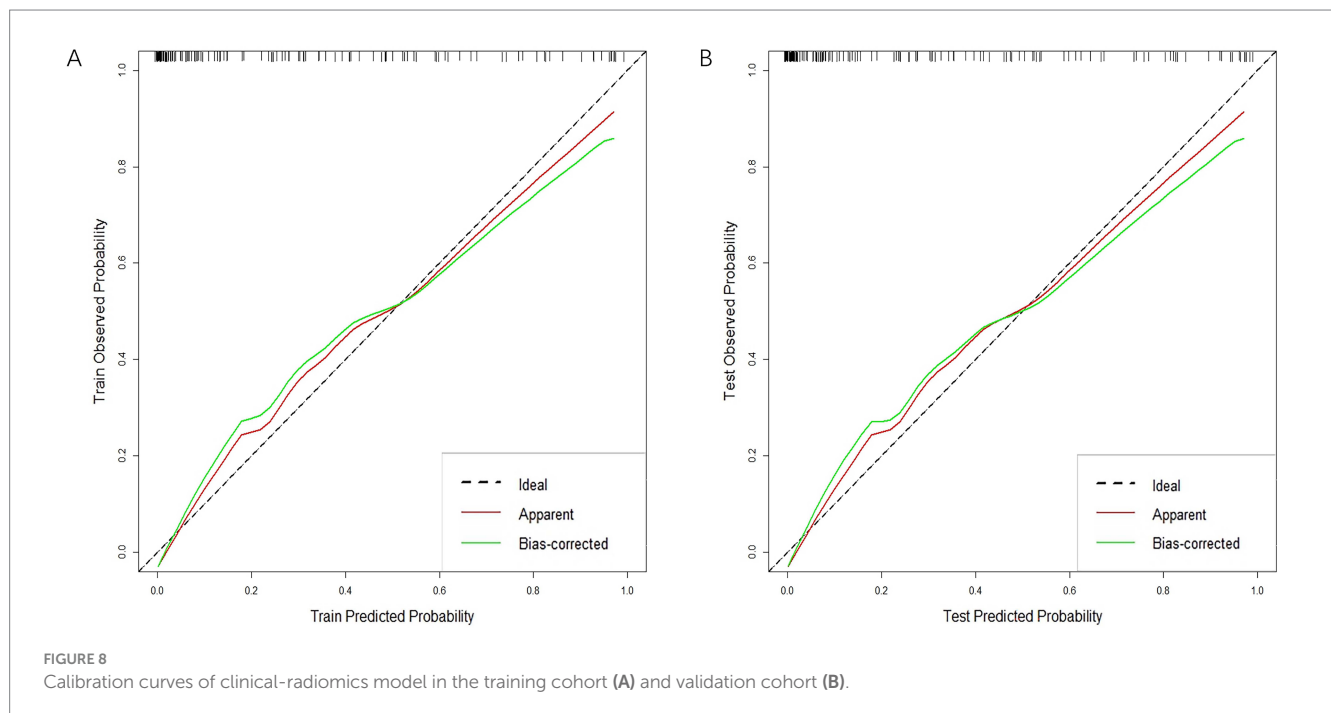 A
1.0
0.8
0.6
0.4
0.2
0.0
Train Observed Probability
Ideal
Apparent
Bias-corrected
0.0 0.2 0.4 0.6 0.8 1.0
Train Predicted Probability
B
1.0
0.8
0.6
0.4
0.2
0.0
Test Observed Probability
Ideal
Apparent
Bias-corrected
0.0 0.2 0.4 0.6 0.8 1.0
Test Predicted Probability
FIGURE 8
Calibration curves of clinical-radiomics model in the training cohort (A) and validation cohort (B).